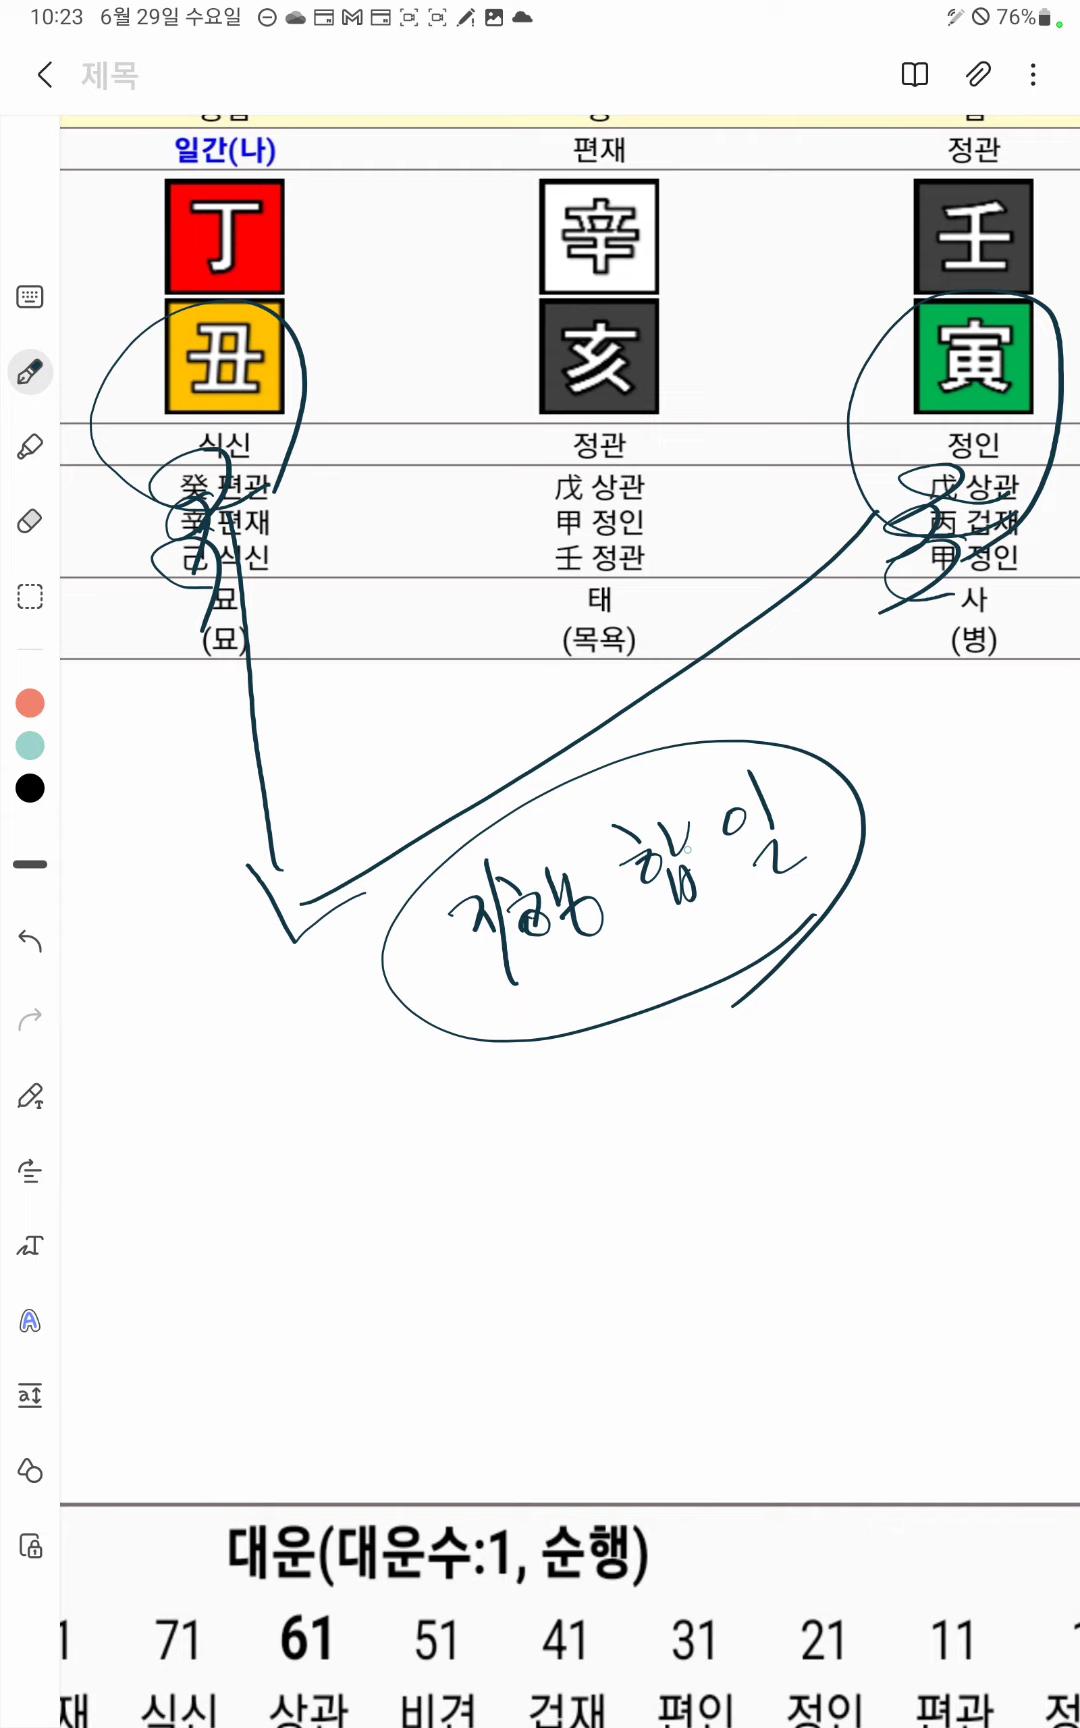 10:23 6월 29일 수요일 76%
제목
일간(나) 편재 정관
丁 辛 壬
丑 亥 寅
식신 정관 정인
癸 편관 戊 상관 戊 상관
辛 편재 甲 정인 丙 겁재
己 식신 壬 정관 甲 정인
묘 태 사
(묘) (목욕) (병)
합 일
대운(대운수:1, 순행)
1 71 61 51 41 31 21 11
재 식신 상관 비견 겁재 편인 정인 편관 정